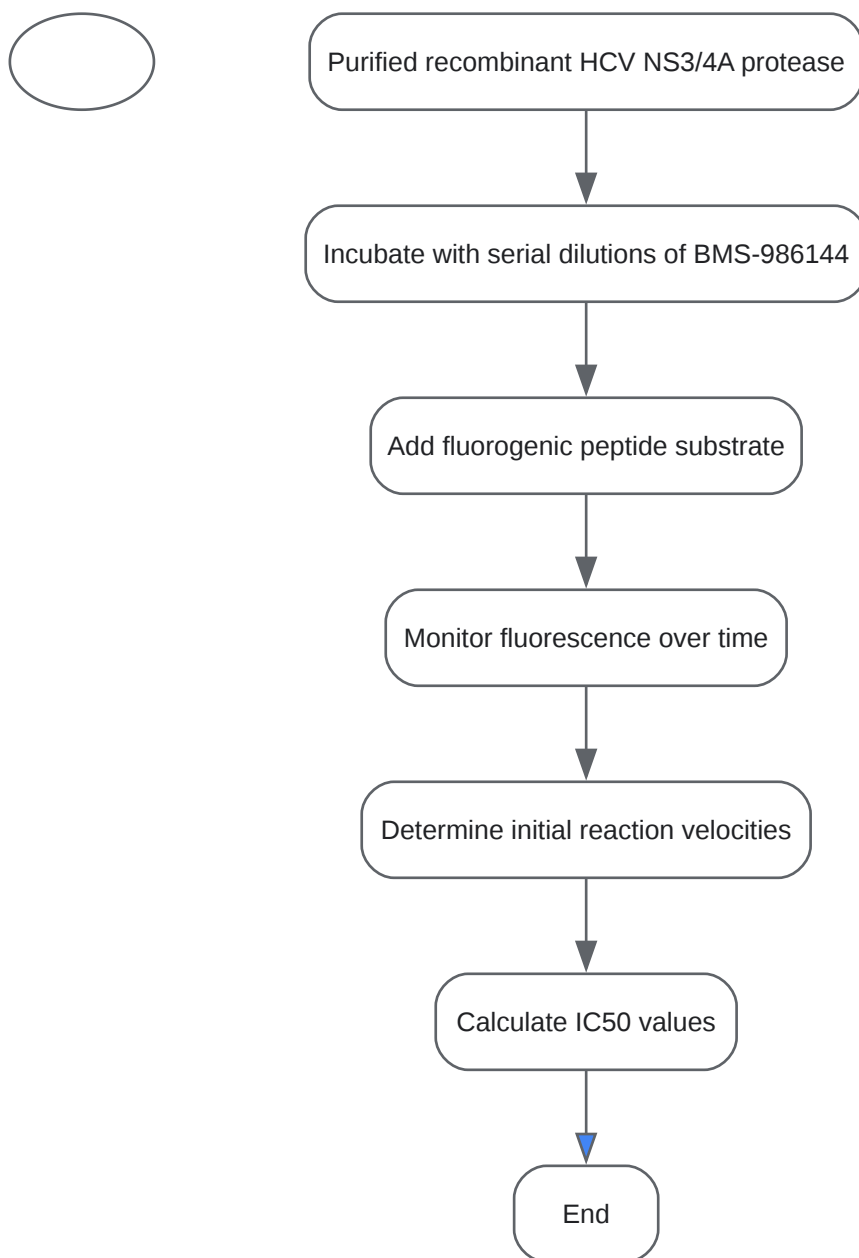 Purified recombinant HCV NS3/4A protease
Incubate with serial dilutions of BMS-986144
Add fluorogenic peptide substrate
Monitor fluorescence over time
Determine initial reaction velocities
Calculate IC50 values
End